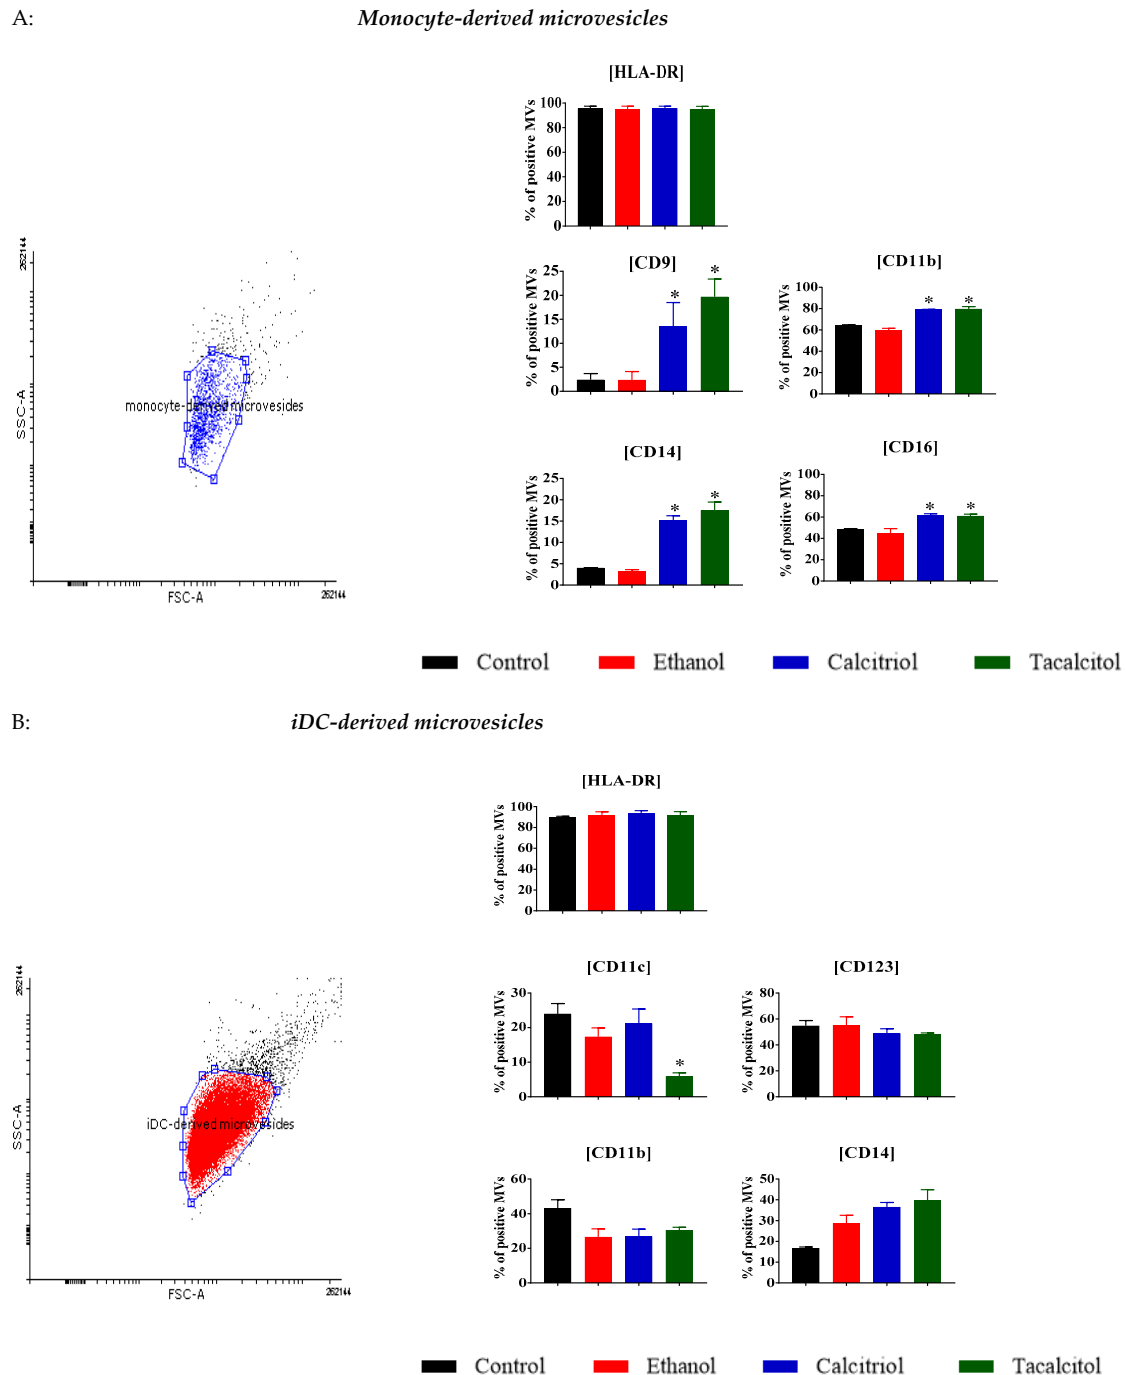 A:
Monocyte-derived microvesicles
262144
SSC-A
monocyte-derived microvesicles
FSC-A
262144
[HLA-DR]
% of positive MVs
100
80
60
40
20
0
[CD9]
% of positive MVs
25
20
15
10
5
0
*
*
[CD11b]
% of positive MVs
100
80
60
40
20
0
*
*
[CD14]
% of positive MVs
25
20
15
10
5
0
*
*
[CD16]
% of positive MVs
100
80
60
40
20
0
*
*
Control Ethanol Calcitriol Tacalcitol
B:
iDC-derived microvesicles
262144
SSC-A
iDC-derived microvesicles
FSC-A
262144
[HLA-DR]
% of positive MVs
100
80
60
40
20
0
[CD11c]
% of positive MVs
30
20
10
0
*
[CD123]
% of positive MVs
80
60
40
20
0
[CD11b]
% of positive MVs
60
40
20
0
[CD14]
% of positive MVs
50
40
30
20
10
0
Control Ethanol Calcitriol Tacalcitol